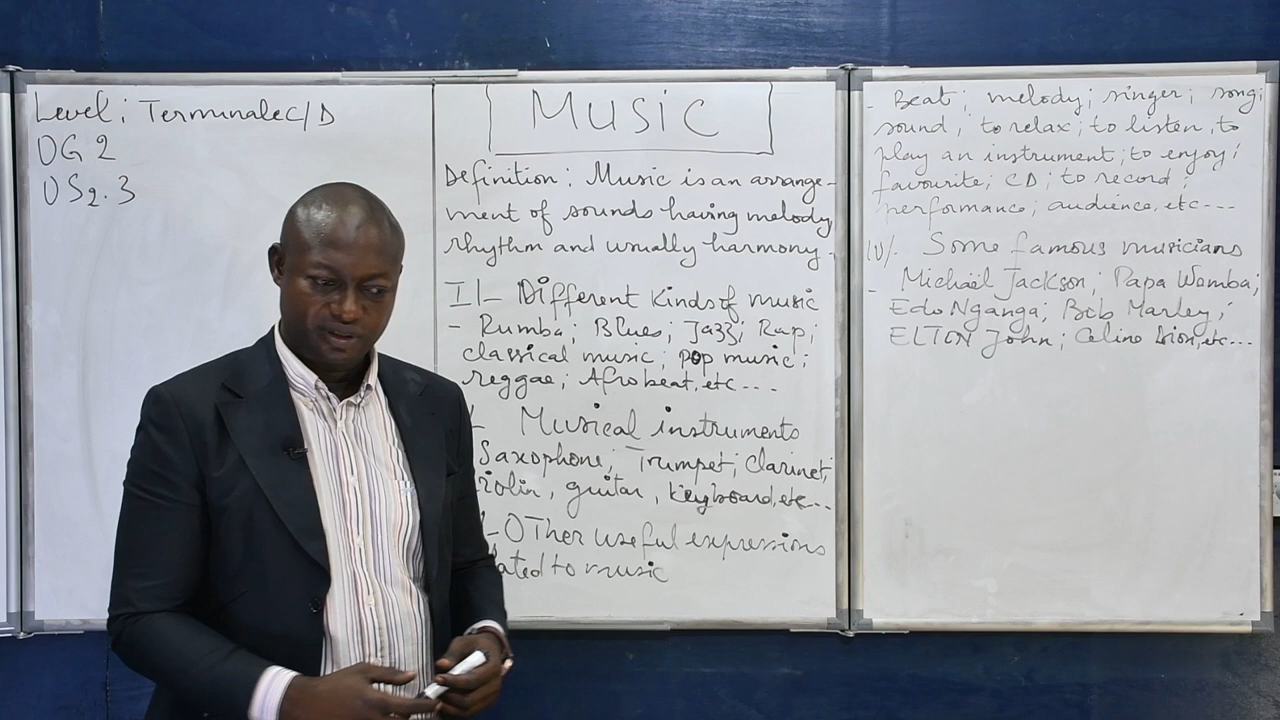 Level: Terminale C/D
OG 2
OS2.3
MUSIC
Definition: Music is an arrange-
ment of sounds having melody,
rhythm and usually harmony.
II- Different Kinds of music
- Rumba; Blues; Jazz; Rap;
classical music; pop music;
reggae; Afrobeat, etc....
Musical instruments
Saxophone; Trumpet; clarinet;
violin, guitar, keyboard, etc...
- OTher useful expressions
ated to music
- Beat; melody; singer; song;
sound; to relax; to listen, to
play an instrument; to enjoy;
favourite; CD; to record;
performance; audience, etc---
IV/. Some famous musicians
- Michaël Jackson; Papa Wemba;
Edo Nganga; Bob Marley;
ELTON John; Celine Dion, etc...